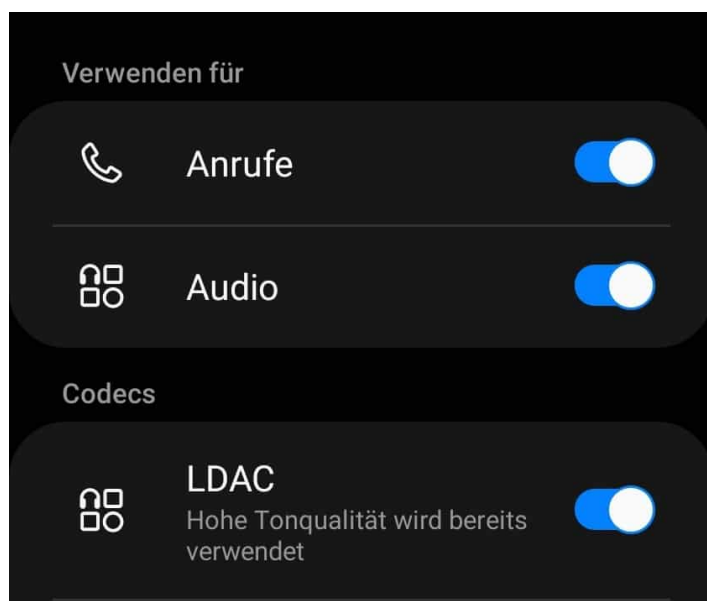 Verwenden für
Anrufe
Audio
Codecs
LDAC
Hohe Tonqualität wird bereits
verwendet